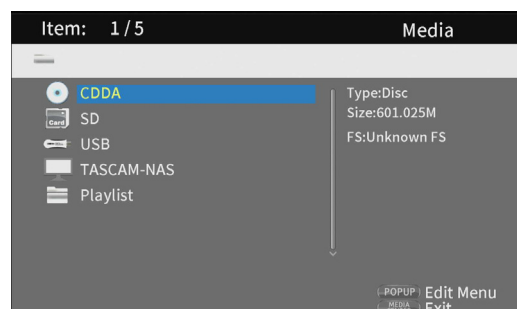 Item: 1/5 Media
CDDA
SD
USB
TASCAM-NAS
Playlist
Type:Disc
Size:601.025M
FS:Unknown FS
POPUP Edit Menu
MEDIA Exit
Card